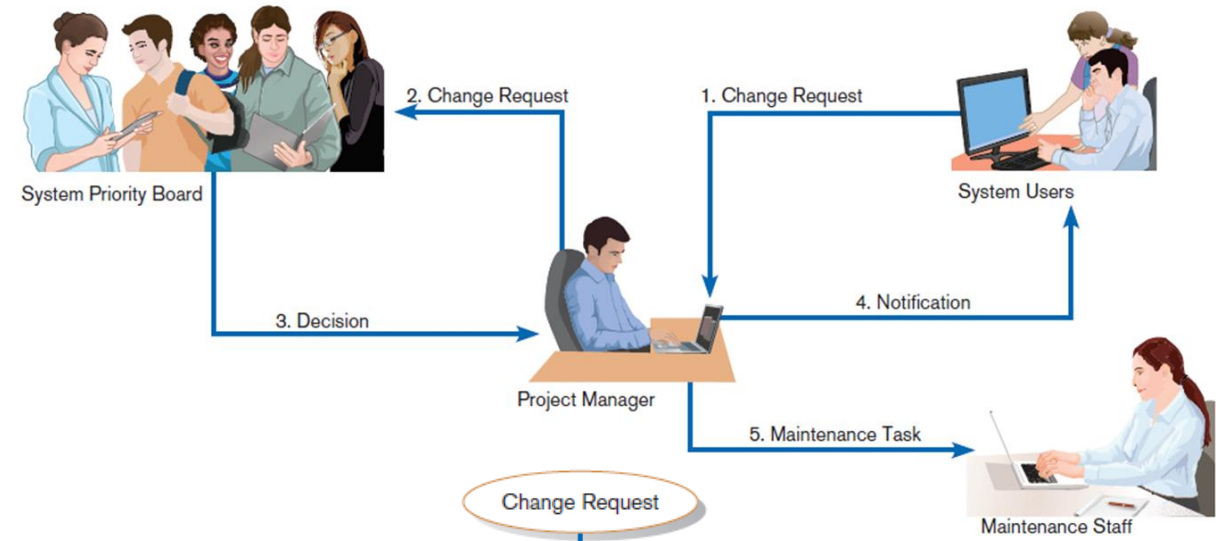 2. Change Request
1. Change Request
System Priority Board
System Users
3. Decision
4. Notification
Project Manager
5. Maintenance Task
Change Request
Maintenance Staff